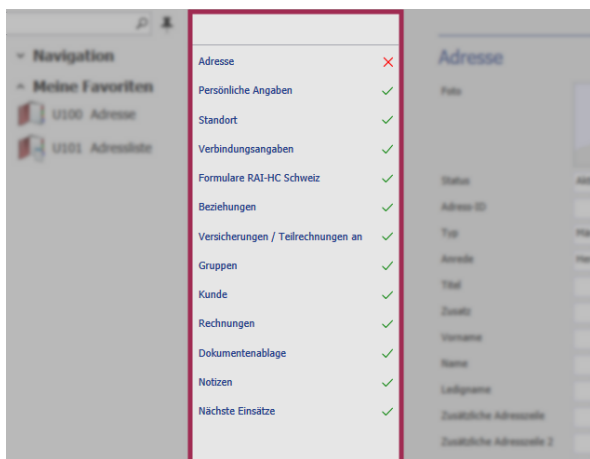 Navigation
Meine Favoriten
U100 Adresse
U101 Adressliste
Adresse
Persönliche Angaben
Standort
Verbindungsangaben
Formulare RAI-HC Schweiz
Beziehungen
Versicherungen / Teilrechnungen an
Gruppen
Kunde
Rechnungen
Dokumentenablage
Notizen
Nächste Einsätze
Adresse
Foto
Status
Adress-ID
Typ
Anrede
Titel
Zusatz
Vorname
Name
Ledigname
Zusätzliche Adresszeile
Zusätzliche Adresszeile 2